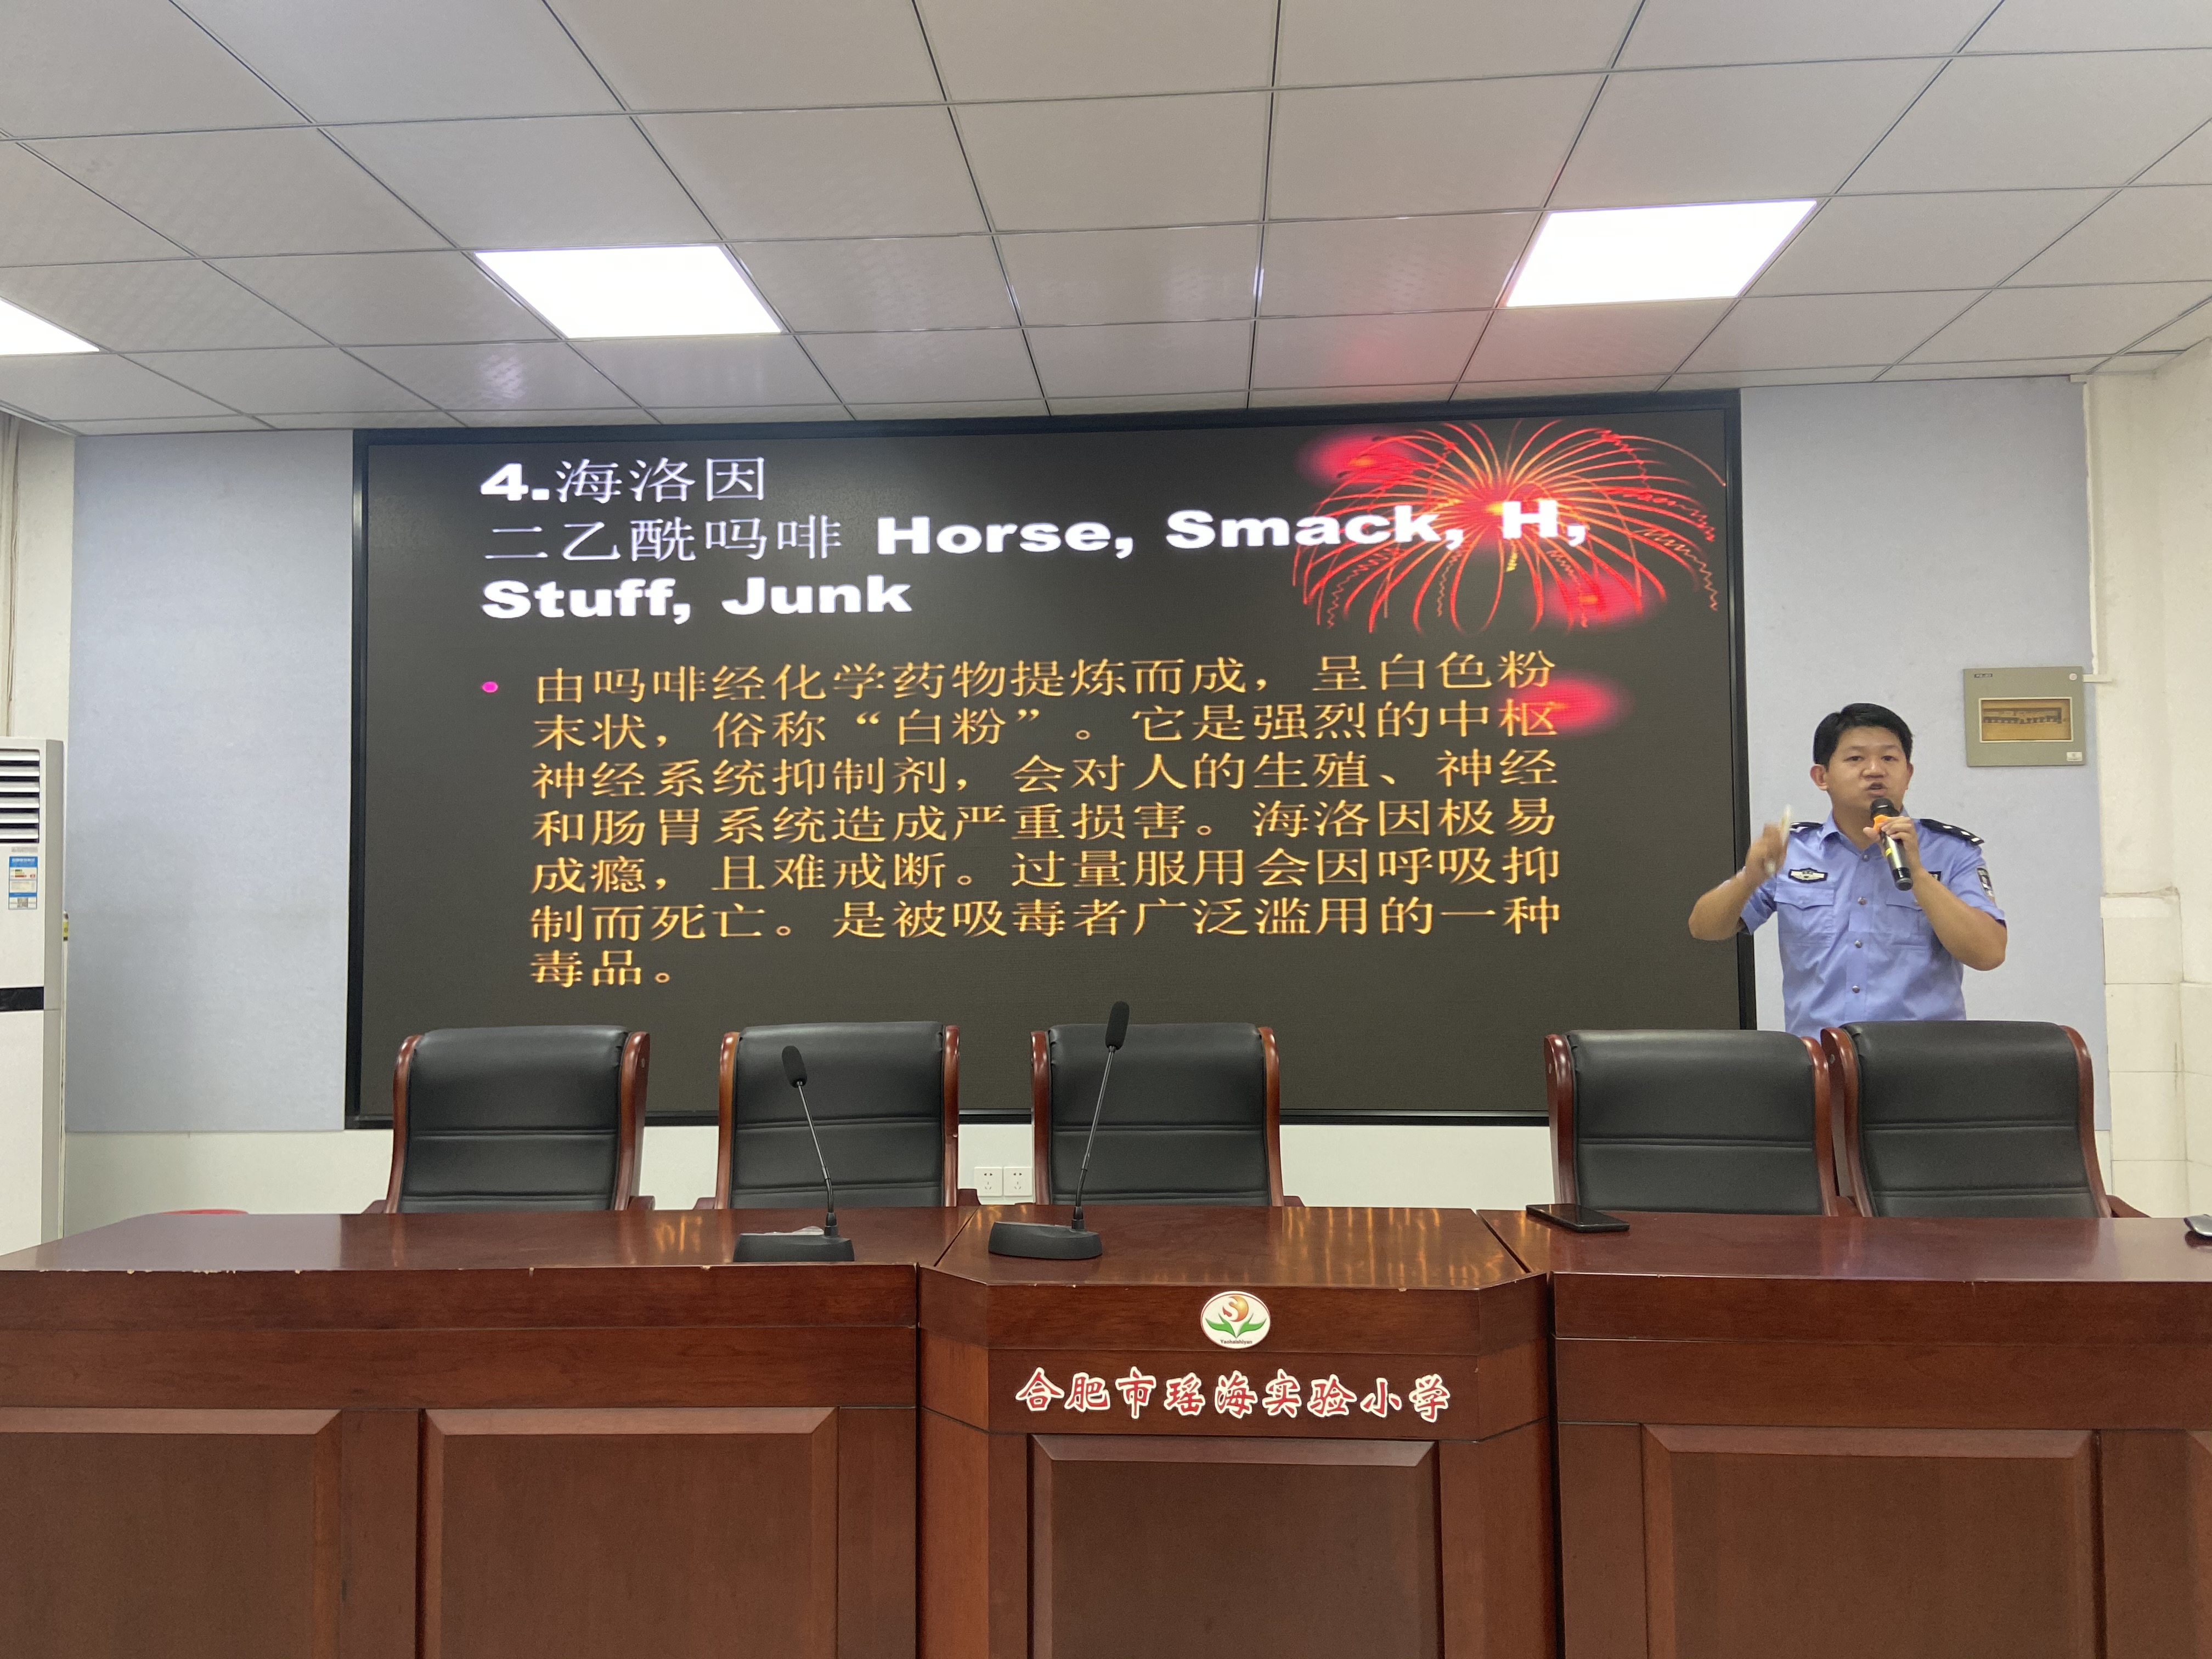 4.海洛因
二乙酰吗啡 Horse, Smack, H,
Stuff, Junk
由吗啡经化学药物提炼而成，呈白色粉
末状，俗称“白粉”。它是强烈的中枢
神经系统抑制剂，会对人的生殖、神经
和肠胃系统造成严重损害。海洛因极易
成瘾，且难戒断。过量服用会因呼吸抑
制而死亡。是被吸毒者广泛滥用的一种
毒品。
合肥市瑶海实验小学